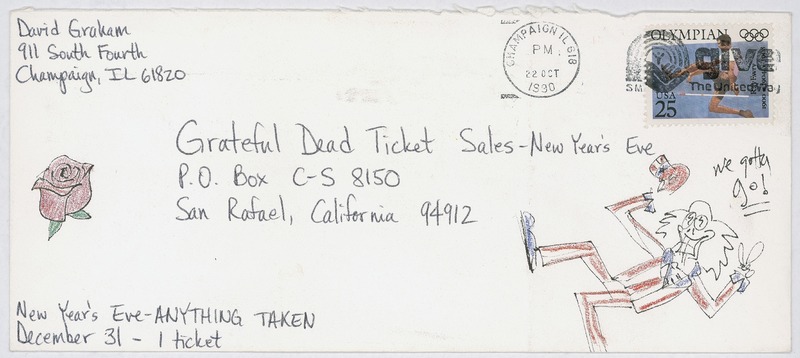 David Graham
911 South Fourth
Champaign, IL 61820
CHAMPAIGN IL 618
PM
22 OCT
1990
OLYMPIAN
give
The United Way
USA
25
Grateful Dead Ticket Sales-New Year's Eve
P.O. Box C-S 8150
San Rafael, California 94912
we gotta
go!
New Year's Eve-ANYTHING TAKEN
December 31 - 1 ticket